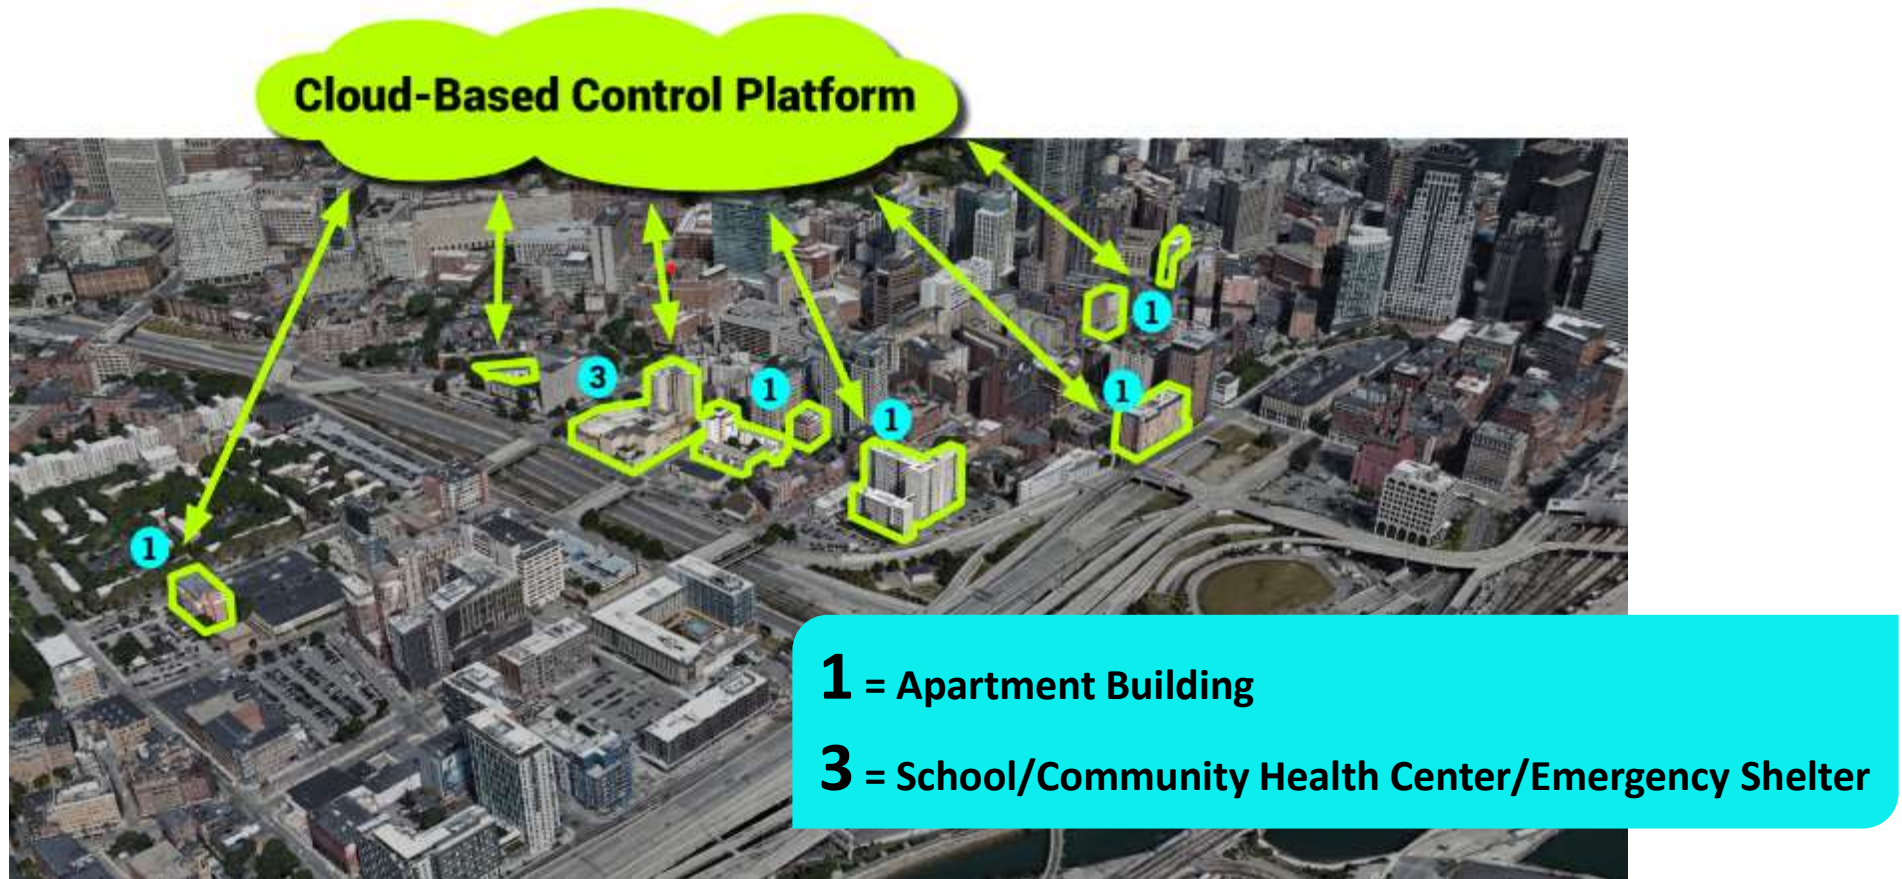 Cloud-Based Control Platform
1
1
3
1
1
1
1
1 = Apartment Building
3 = School/Community Health Center/Emergency Shelter